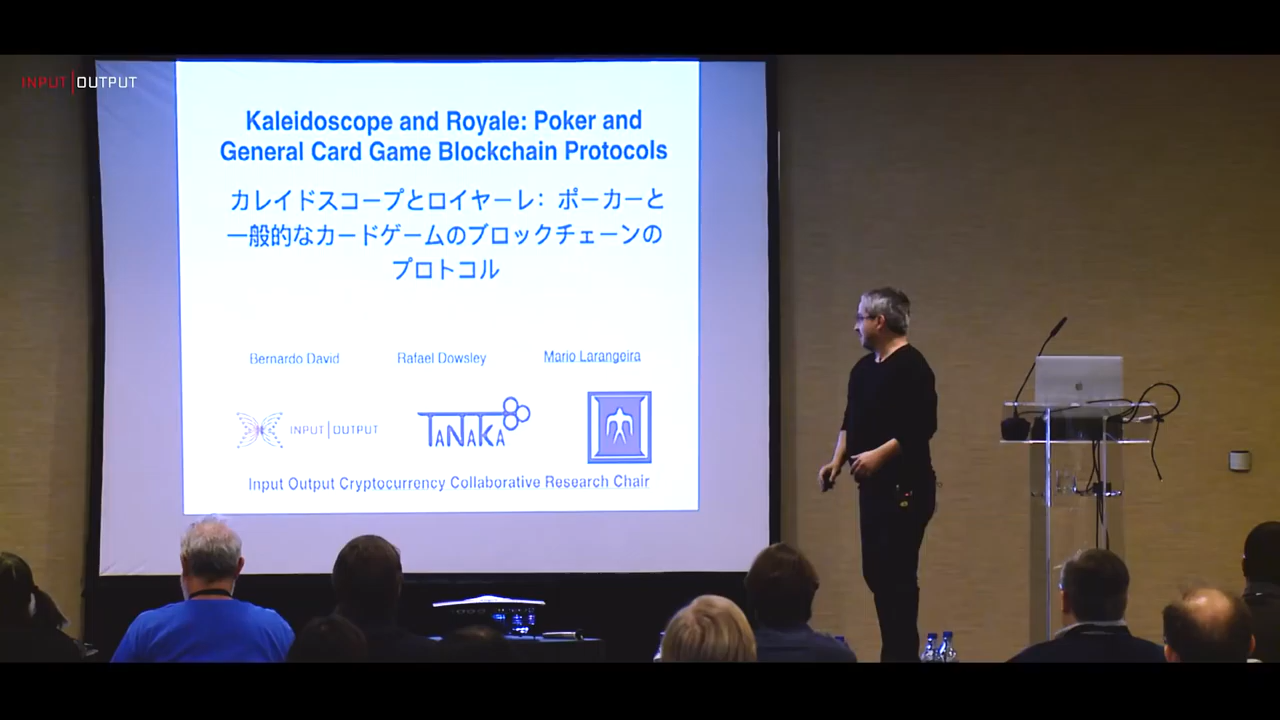 INPUT|OUTPUT
Kaleidoscope and Royale: Poker and
General Card Game Blockchain Protocols
カレイドスコープとロイヤーレ：ポーカーと
一般的なカードゲームのブロックチェーンの
プロトコル
Bernardo David Rafael Dowsley Mario Larangeira
INPUT|OUTPUT TANAKA
Input Output Cryptocurrency Collaborative Research Chair